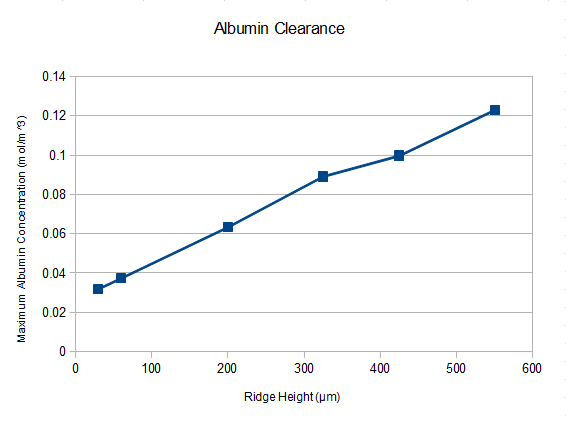 Albumin Clearance
0.14
0.12
0.1
0.08
0.06
0.04
0.02
0
Maximum Albumin Concentration (mol/m^3)
0 100 200 300 400 500 600
Ridge Height (µm)